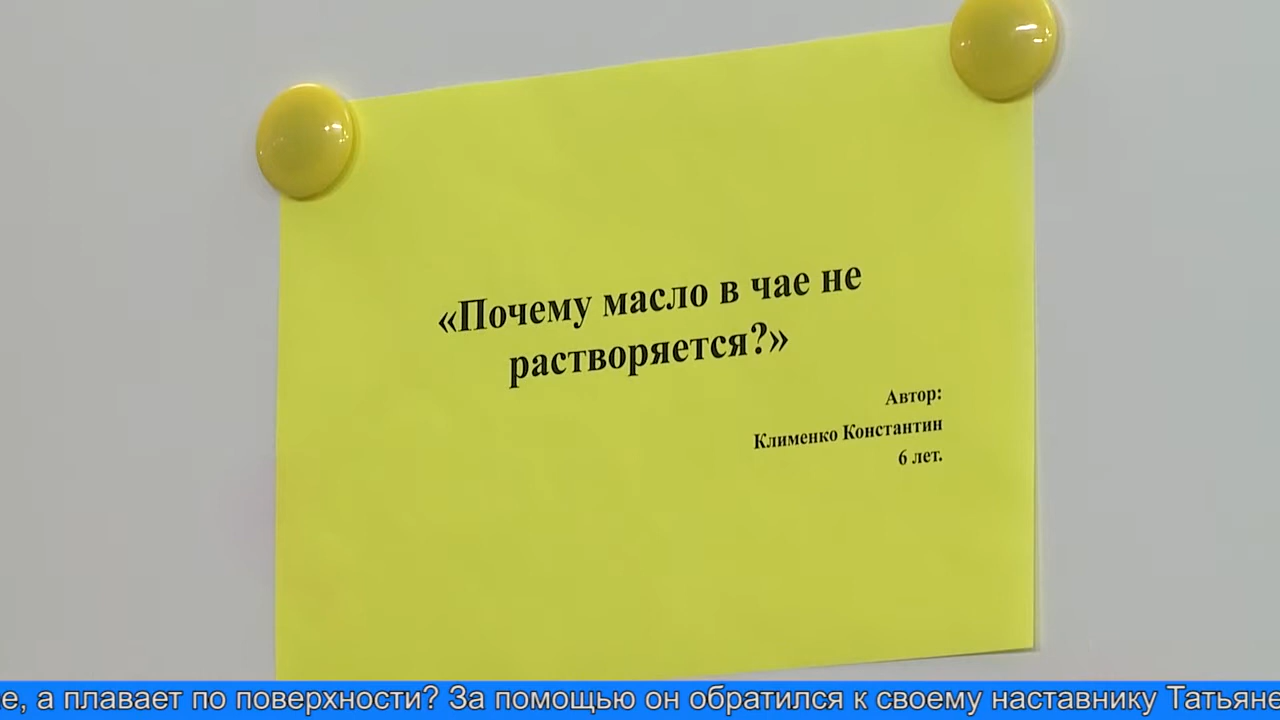 «Почему масло в чае не
растворяется?»
Автор:
Клименко Константин
6 лет.
е, а плавает по поверхности? За помощью он обратился к своему наставнику Татьяне